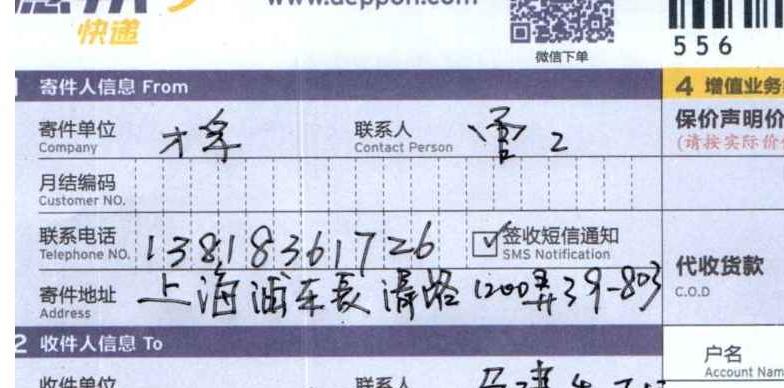 快递
www.deppon.com
微信下单
556
寄件人信息 From
4 增值业务
寄件单位
Company
联系人
Contact Person
2
保价声明价
(请按实际价
月结编码
Customer NO.
联系电话
Telephone NO.
13818361726
签收短信通知
SMS Notification
代收货款
C.O.D
寄件地址
Address
上海浦东长清路1200弄39-803
2 收件人信息 To
户名
Account Nam
收件单位
联系人